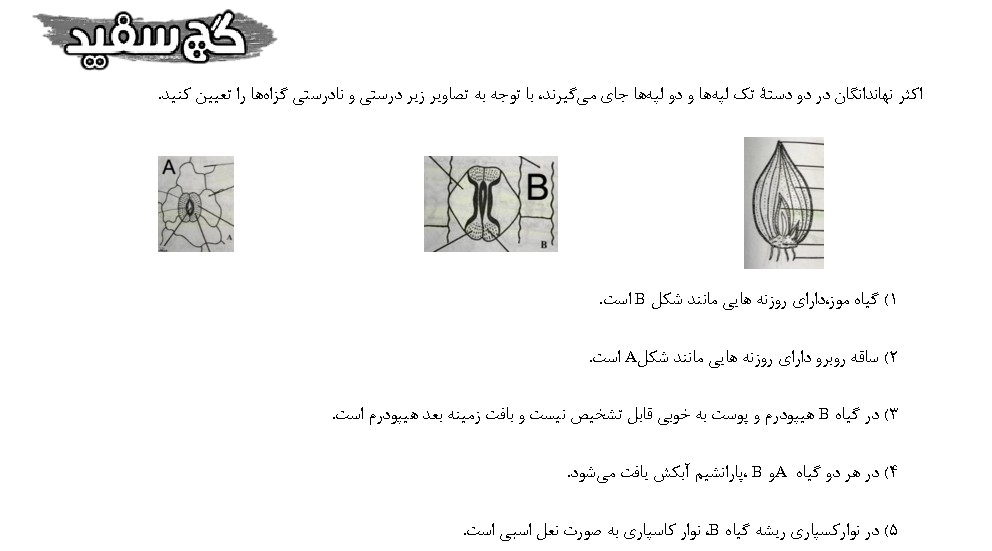 گچ سفید
اکثر نهاندانگان در دو دستهٔ تک لپه‌ها و دو لپه‌ها جای می‌گیرند، با توجه به تصاویر زیر درستی و نادرستی گزاه‌ها را تعیین کنید.
A
A
B
B
۱) گیاه موز،دارای روزنه هایی مانند شکل B است.
۲) ساقه روبرو دارای روزنه هایی مانند شکلA است.
۳) در گیاه B هیپودرم و پوست به خوبی قابل تشخیص نیست و بافت زمینه بعد هیپودرم است.
۴) در هر دو گیاه Aو B ،پارانشیم آبکش یافت می‌شود.
۵) در نوارکسپاری ریشه گیاه B، نوار کاسپاری به صورت نعل اسبی است.